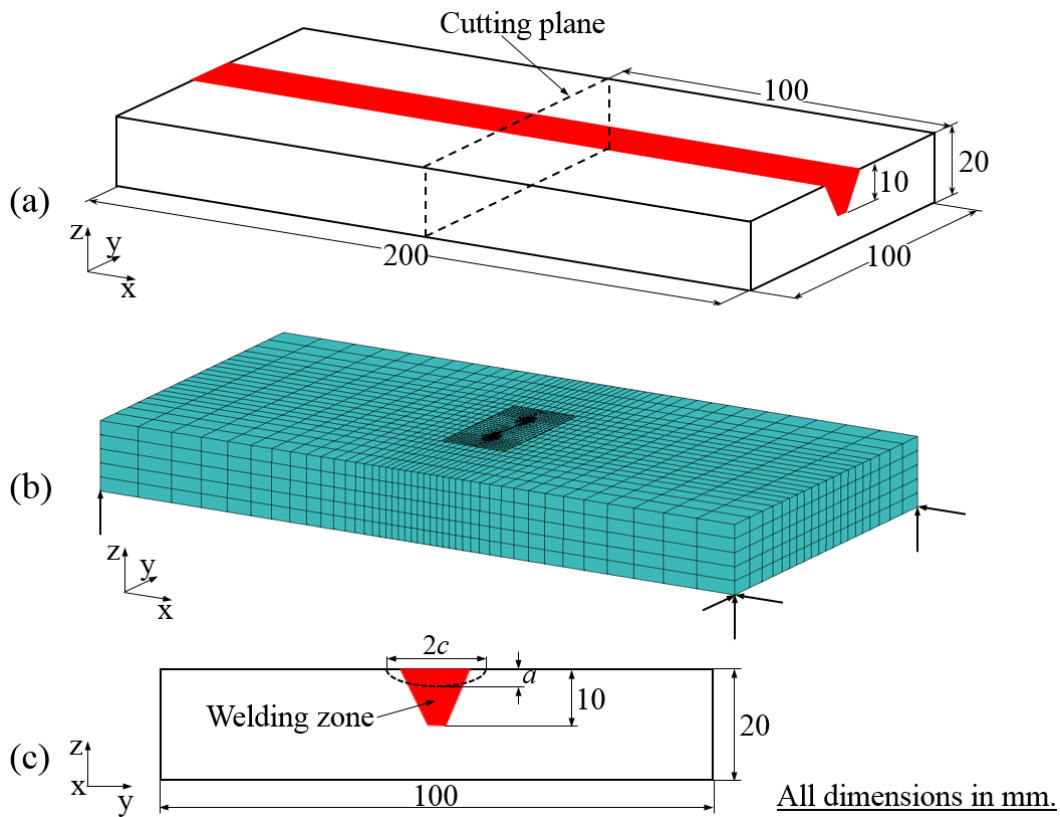 Cutting plane
100
20
10
(a)
z
y
x
200
100
(b)
z
y
x
2c
a
10
Welding zone
20
(c)
z
x
y
100
All dimensions in mm.